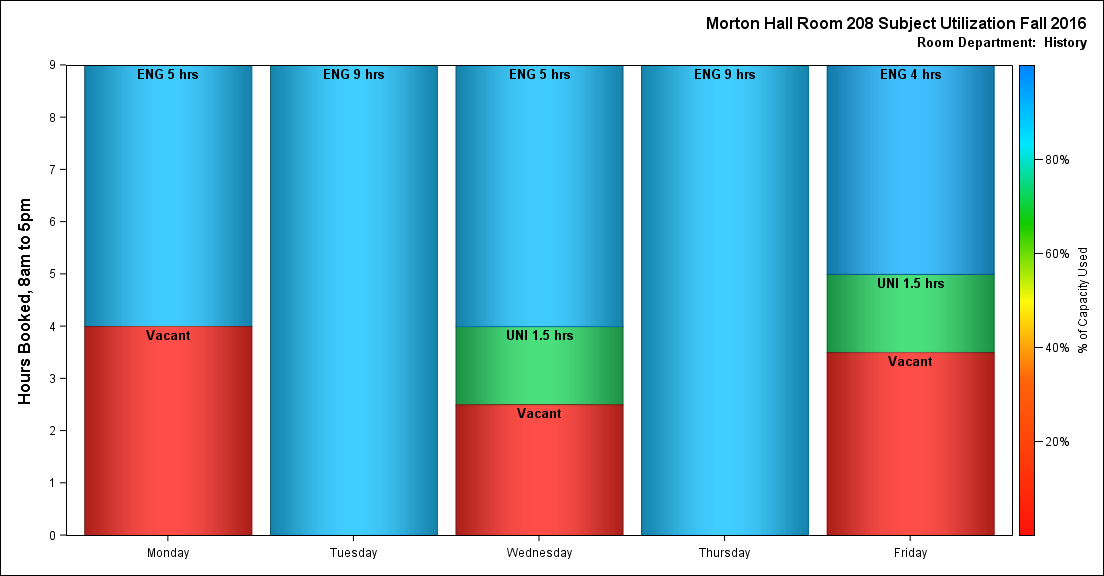 Morton Hall Room 208 Subject Utilization Fall 2016
Room Department:  History
Hours Booked, 8am to 5pm
9
8
7
6
5
4
3
2
1
0
ENG 5 hrs
Vacant
ENG 9 hrs
ENG 5 hrs
UNI 1.5 hrs
Vacant
ENG 9 hrs
ENG 4 hrs
UNI 1.5 hrs
Vacant
Monday
Tuesday
Wednesday
Thursday
Friday
80%
60%
40%
20%
% of Capacity Used